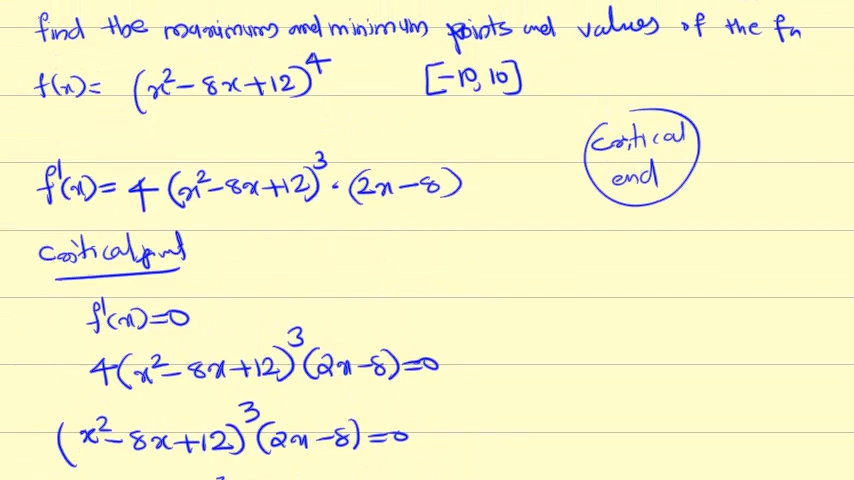 find the maximums and minimum points and values of the fn
f(x) = (x² - 8x + 12)⁴ [-10, 10]
critical
end
f'(x) = 4 (x² - 8x + 12)³ · (2x - 8)
Critical point
f'(x) = 0
4(x² - 8x + 12)³ (2x - 8) = 0
(x² - 8x + 12)³ (2x - 8) = 0